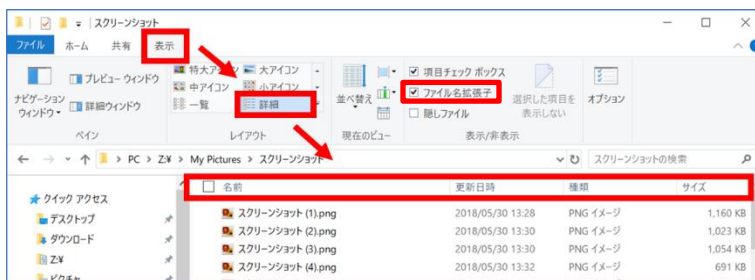 スクリーンショット
ファイル ホーム 共有 表示
ナビゲーション ウィンドウ
プレビュー ウィンドウ
詳細ウィンドウ
ペイン
特大アイコン 大アイコン
中アイコン 小アイコン
一覧 詳細
レイアウト
並べ替え
現在のビュー
項目チェック ボックス
ファイル名拡張子
隠しファイル
選択した項目を
表示しない
表示/非表示
オプション
PC > Z:¥ > My Pictures > スクリーンショット
スクリーンショットの検索
クイック アクセス
デスクトップ
ダウンロード
Z:¥
ピクチャ
名前 更新日時 種類 サイズ
スクリーンショット (1).png 2018/05/30 13:28 PNG イメージ 1,160 KB
スクリーンショット (2).png 2018/05/30 13:30 PNG イメージ 1,023 KB
スクリーンショット (3).png 2018/05/30 13:30 PNG イメージ 1,054 KB
スクリーンショット (4).png 2018/05/30 13:32 PNG イメージ 691 KB